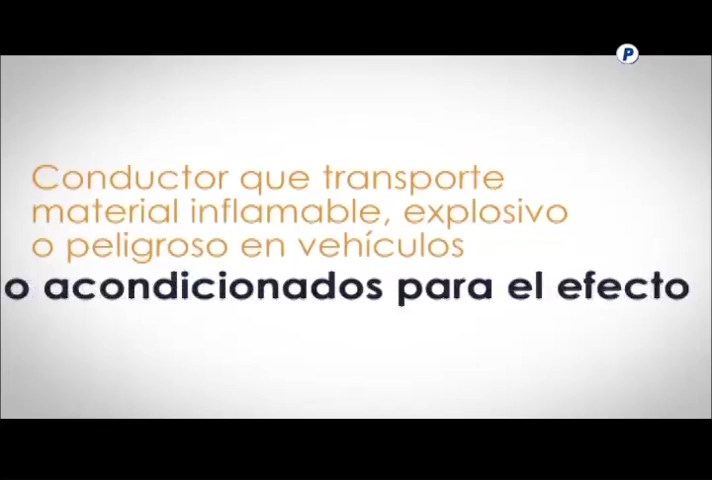 P
Conductor que transporte
material inflamable, explosivo
o peligroso en vehículos
o acondicionados para el efecto